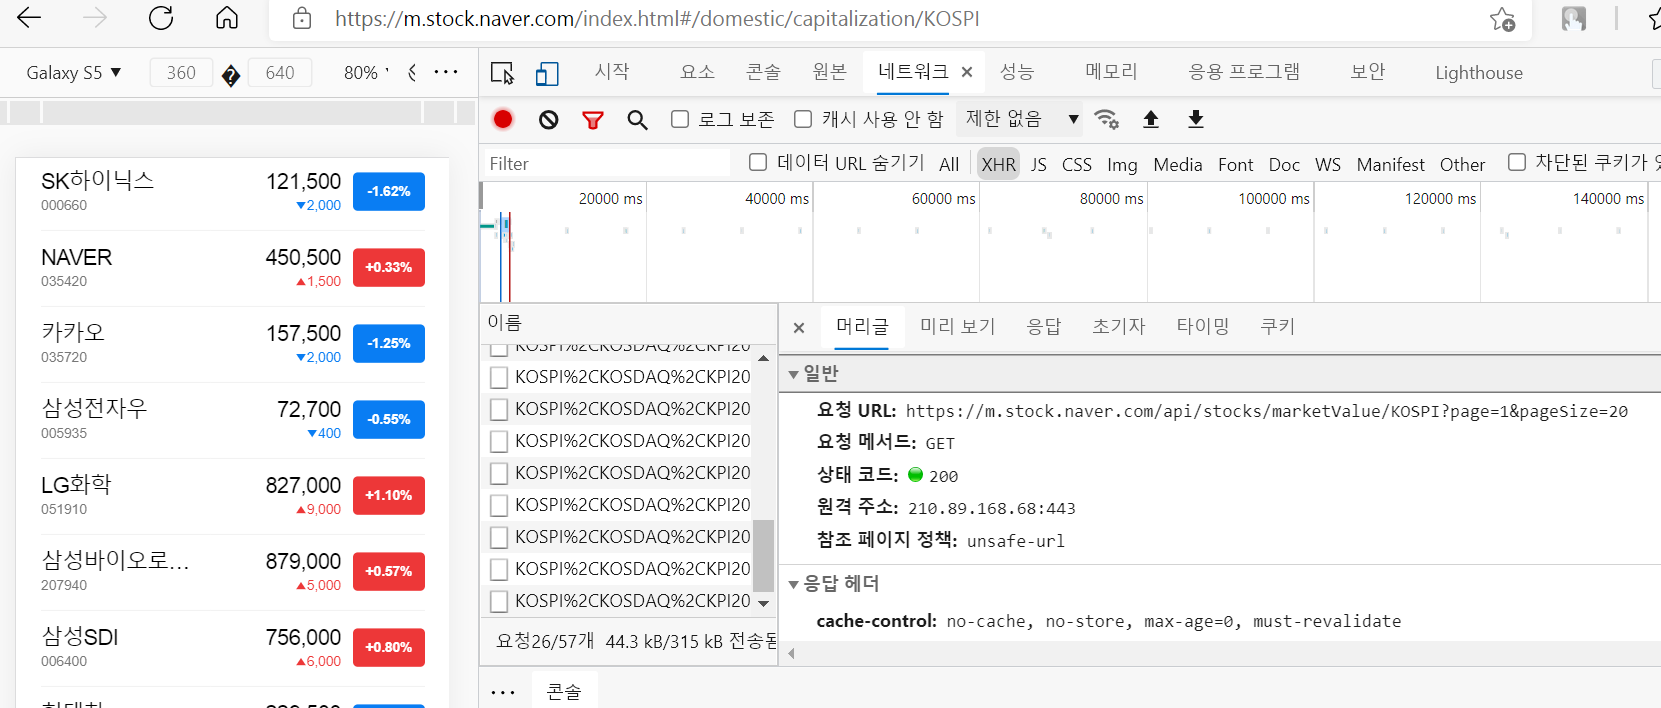 https://m.stock.naver.com/index.html#/domestic/capitalization/KOSPI
Galaxy S5 ▼ 360 640 80%
시작 요소 콘솔 원본 네트워크 × 성능 메모리 응용 프로그램 보안 Lighthouse
로그 보존 캐시 사용 안 함 제한 없음 ▼
Filter 데이터 URL 숨기기 All XHR JS CSS Img Media Font Doc WS Manifest Other 차단된 쿠키가
20000 ms 40000 ms 60000 ms 80000 ms 100000 ms 120000 ms 140000 ms
SK하이닉스 121,500 -1.62%
000660 ▼2,000
NAVER 450,500 +0.33%
035420 ▲1,500
카카오 157,500 -1.25%
035720 ▼2,000
삼성전자우 72,700 -0.55%
005935 ▼400
LG화학 827,000 +1.10%
051910 ▲9,000
삼성바이오로... 879,000 +0.57%
207940 ▲5,000
삼성SDI 756,000 +0.80%
006400 ▲6,000
이름
KOSPI%2CKOSDAQ%2CKPI20
KOSPI%2CKOSDAQ%2CKPI20
KOSPI%2CKOSDAQ%2CKPI20
KOSPI%2CKOSDAQ%2CKPI20
KOSPI%2CKOSDAQ%2CKPI20
KOSPI%2CKOSDAQ%2CKPI20
KOSPI%2CKOSDAQ%2CKPI20
KOSPI%2CKOSDAQ%2CKPI20
KOSPI%2CKOSDAQ%2CKPI20
요청26/57개 44.3 kB/315 kB 전송됨
× 머리글 미리 보기 응답 초기자 타이밍 쿠키
▼일반
요청 URL: https://m.stock.naver.com/api/stocks/marketValue/KOSPI?page=1&pageSize=20
요청 메서드: GET
상태 코드: 200
원격 주소: 210.89.168.68:443
참조 페이지 정책: unsafe-url
▼응답 헤더
cache-control: no-cache, no-store, max-age=0, must-revalidate
콘솔